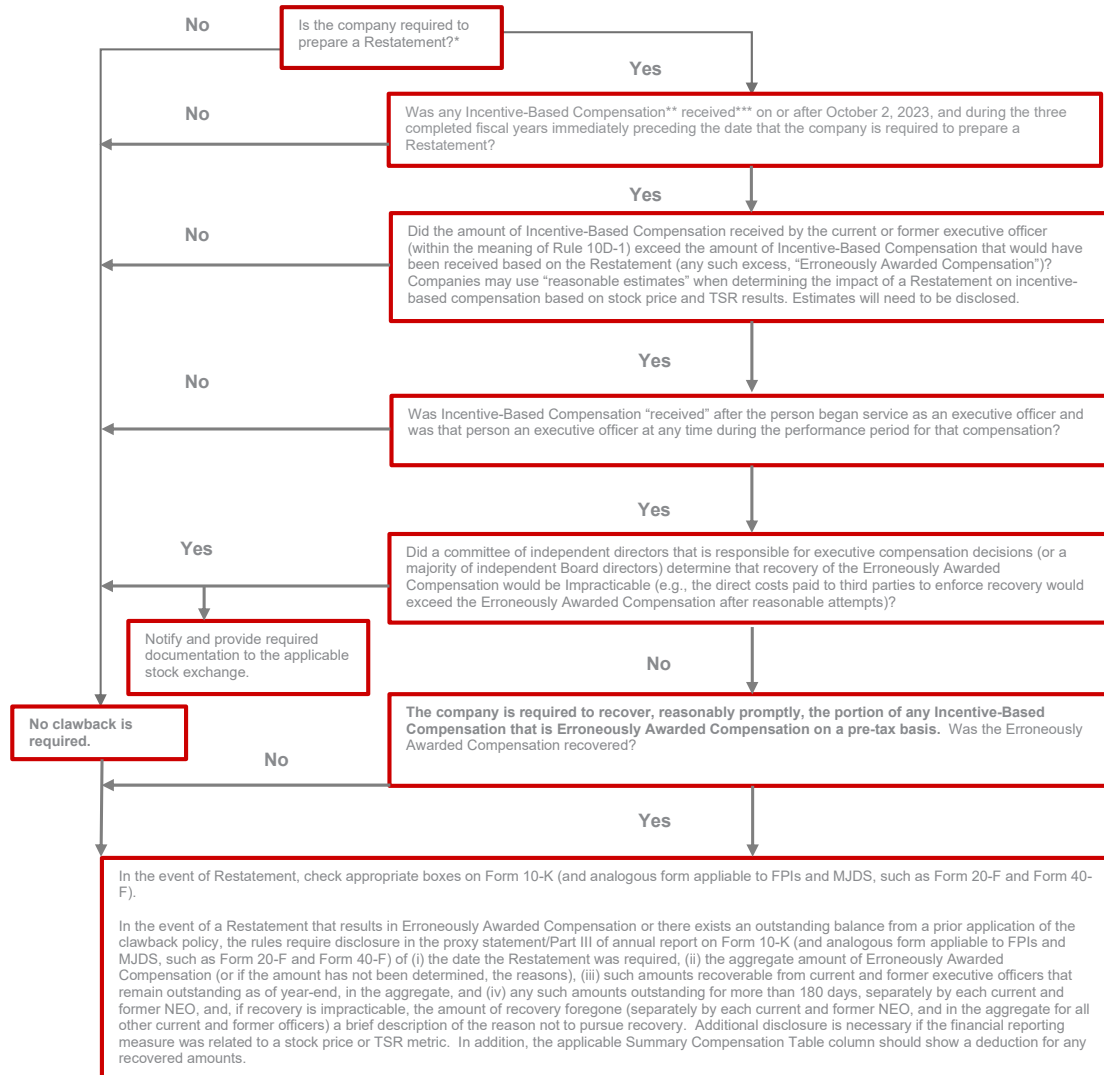 No
Is the company required to
prepare a Restatement?*
Yes
No
Was any Incentive-Based Compensation** received*** on or after October 2, 2023, and during the three
completed fiscal years immediately preceding the date that the company is required to prepare a
Restatement?
Yes
No
Did the amount of Incentive-Based Compensation received by the current or former executive officer
(within the meaning of Rule 10D-1) exceed the amount of Incentive-Based Compensation that would have
been received based on the Restatement (any such excess, “Erroneously Awarded Compensation”)?
Companies may use “reasonable estimates” when determining the impact of a Restatement on incentive-
based compensation based on stock price and TSR results. Estimates will need to be disclosed.
Yes
No
Was Incentive-Based Compensation “received” after the person began service as an executive officer and
was that person an executive officer at any time during the performance period for that compensation?
Yes
Yes
Did a committee of independent directors that is responsible for executive compensation decisions (or a
majority of independent Board directors) determine that recovery of the Erroneously Awarded
Compensation would be Impracticable (e.g., the direct costs paid to third parties to enforce recovery would
exceed the Erroneously Awarded Compensation after reasonable attempts)?
Notify and provide required
documentation to the applicable
stock exchange.
No
No clawback is
required.
The company is required to recover, reasonably promptly, the portion of any Incentive-Based
Compensation that is Erroneously Awarded Compensation on a pre-tax basis. Was the Erroneously
Awarded Compensation recovered?
No
Yes
In the event of Restatement, check appropriate boxes on Form 10-K (and analogous form appliable to FPIs and MJDS, such as Form 20-F and Form 40-
F).
In the event of a Restatement that results in Erroneously Awarded Compensation or there exists an outstanding balance from a prior application of the
clawback policy, the rules require disclosure in the proxy statement/Part III of annual report on Form 10-K (and analogous form appliable to FPIs and
MJDS, such as Form 20-F and Form 40-F) of (i) the date the Restatement was required, (ii) the aggregate amount of Erroneously Awarded
Compensation (or if the amount has not been determined, the reasons), (iii) such amounts recoverable from current and former executive officers that
remain outstanding as of year-end, in the aggregate, and (iv) any such amounts outstanding for more than 180 days, separately by each current and
former NEO, and, if recovery is impracticable, the amount of recovery foregone (separately by each current and former NEO, and in the aggregate for all
other current and former officers) a brief description of the reason not to pursue recovery. Additional disclosure is necessary if the financial reporting
measure was related to a stock price or TSR metric. In addition, the applicable Summary Compensation Table column should show a deduction for any
recovered amounts.